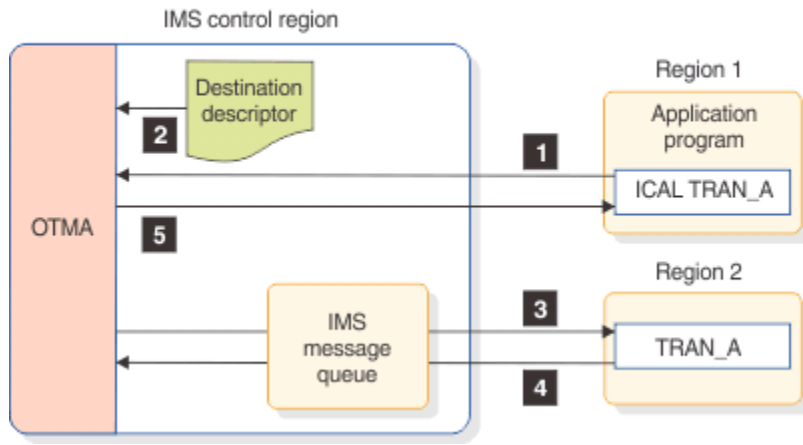 IMS control region
Destination
descriptor
2
1
5
OTMA
IMS
message
queue
3
4
Region 1
Application
program
ICAL TRAN_A
Region 2
TRAN_A